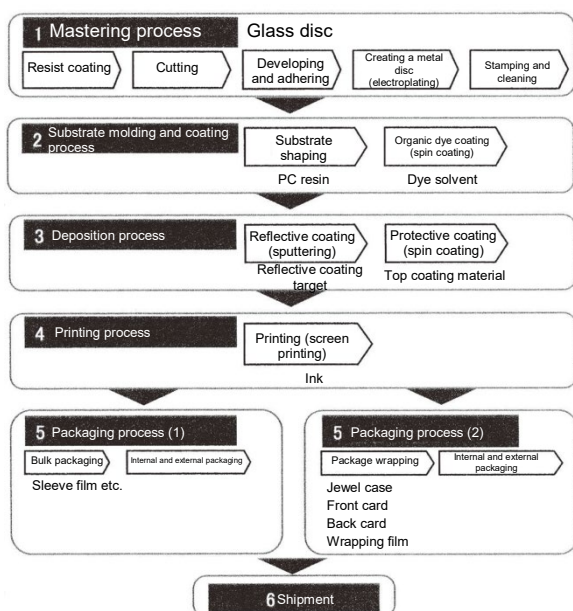 1 Mastering process Glass disc
Resist coating
Cutting
Developing
and adhering
Creating a metal
disc
(electroplating)
Stamping and
cleaning
2 Substrate molding and coating
process
Substrate
shaping
Organic dye coating
(spin coating)
PC resin
Dye solvent
3 Deposition process
Reflective coating
(sputtering)
Protective coating
(spin coating)
Reflective coating
target
Top coating material
4 Printing process
Printing (screen
printing)
Ink
5 Packaging process (1)
Bulk packaging
Internal and external packaging
Sleeve film etc.
5 Packaging process (2)
Package wrapping
Internal and external
packaging
Jewel case
Front card
Back card
Wrapping film
6 Shipment